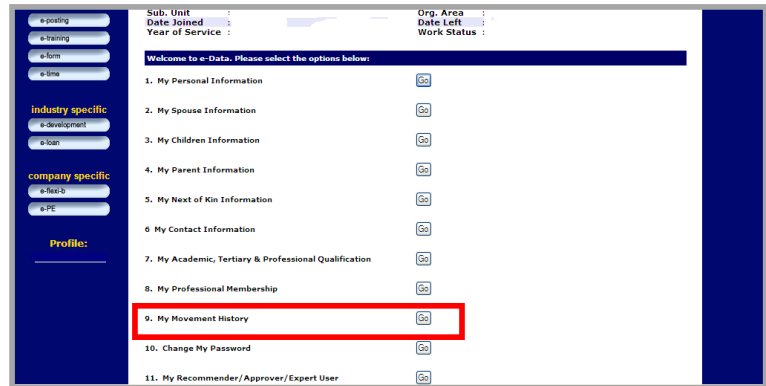 e-posting
e-training
e-form
e-time
industry specific
e-development
e-loan
company specific
e-flexi-b
e-PE
Profile:
Sub. Unit : Org. Area :
Date Joined : Date Left :
Year of Service : Work Status :
Welcome to e-Data. Please select the options below:
1. My Personal Information Go
2. My Spouse Information Go
3. My Children Information Go
4. My Parent Information Go
5. My Next of Kin Information Go
6 My Contact Information Go
7. My Academic, Tertiary & Professional Qualification Go
8. My Professional Membership Go
9. My Movement History Go
10. Change My Password Go
11. My Recommender/Approver/Expert User Go